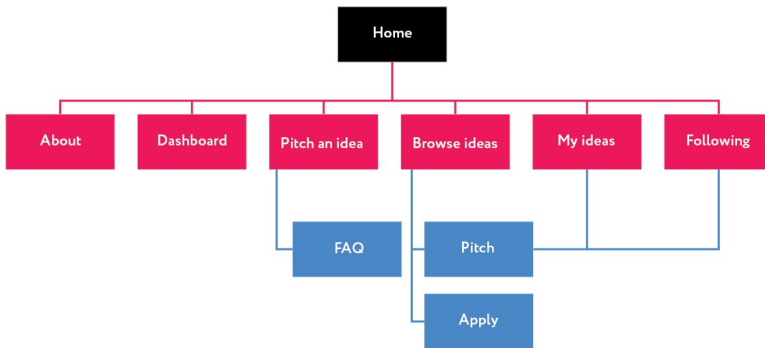 Home
About
Dashboard
Pitch an idea
Browse ideas
My ideas
Following
FAQ
Pitch
Apply